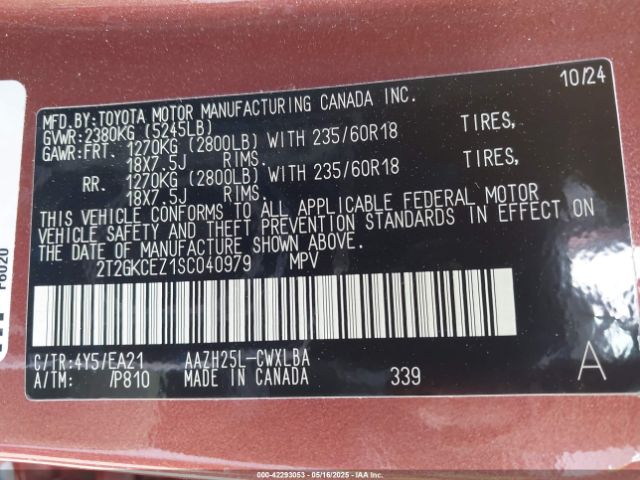 10/24
MFD.BY:TOYOTA MOTOR MANUFACTURING CANADA INC.
GVWR:2380KG (5245LB)
GAWR:FRT. 1270KG (2800LB) WITH 235/60R18 TIRES,
18X7.5J RIMS.
RR. 1270KG (2800LB) WITH 235/60R18 TIRES,
18X7.5J RIMS.
THIS VEHICLE CONFORMS TO ALL APPLICABLE FEDERAL MOTOR
VEHICLE SAFETY AND THEFT PREVENTION STANDARDS IN EFFECT ON
THE DATE OF MANUFACTURE SHOWN ABOVE.
2T2GKCEZ1SC040979 MPV
C/TR:4Y5/EA21 AAZH25L-CWXLBA
A/TM: /P810 MADE IN CANADA 339 A
F6020
000-42293053 - 05/16/2025 - IAA Inc.